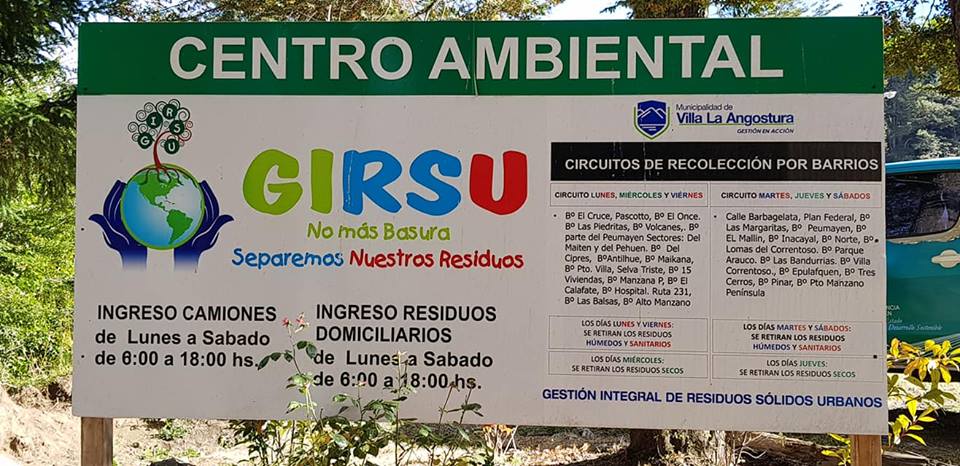 CENTRO AMBIENTAL
GIRSU
GIRSU
No más Basura
Separemos Nuestros Residuos
INGRESO CAMIONES
de Lunes a Sabado
de 6:00 a 18:00 hs.
INGRESO RESIDUOS
DOMICILIARIOS
de Lunes a Sabado
de 6:00 a 18:00 hs.
Municipalidad de
Villa La Angostura
GESTIÓN EN ACCIÓN
CIRCUITOS DE RECOLECCIÓN POR BARRIOS
CIRCUITO LUNES, MIÉRCOLES Y VIÉRNES
• Bº El Cruce, Pascotto, Bº El Once.
Bº Las Piedritas, Bº Volcanes,. Bº
parte del Peumayen Sectores: Del
Maiten y del Pehuen. Bº Del
Cipres, BºAntilhue, Bº Maikana,
Bº Pto. Villa, Selva Triste, Bº 15
Viviendas, Bº Manzana P, Bº El
Calafate, Bº Hospital. Ruta 231,
Bº Las Balsas, Bº Alto Manzano
LOS DÍAS LUNES Y VIERNES:
SE RETIRAN LOS RESIDUOS
HÚMEDOS Y SANITARIOS
LOS DÍAS MIÉRCOLES:
SE RETIRAN LOS RESIDUOS SECOS
CIRCUITO MARTES, JUEVES Y SÁBADOS
• Calle Barbagelata, Plan Federal, Bº
Las Margaritas, Bº Peumayen, Bº
EL Mallin, Bº Inacayal, Bº Norte, Bº
Lomas del Correntoso. Bº Parque
Arauco. Bº Las Bandurrias. Bº Villa
Correntoso., Bº Epulafquen, Bº Tres
Cerros, Bº Pinar, Bº Pto Manzano
Península
LOS DÍAS MARTES Y SÁBADOS:
SE RETIRAN LOS RESIDUOS
HÚMEDOS Y SANITARIOS
LOS DÍAS JUEVES:
SE RETIRAN LOS RESIDUOS SECOS
GESTIÓN INTEGRAL DE RESIDUOS SÓLIDOS URBANOS
Desarrollo Sostenible